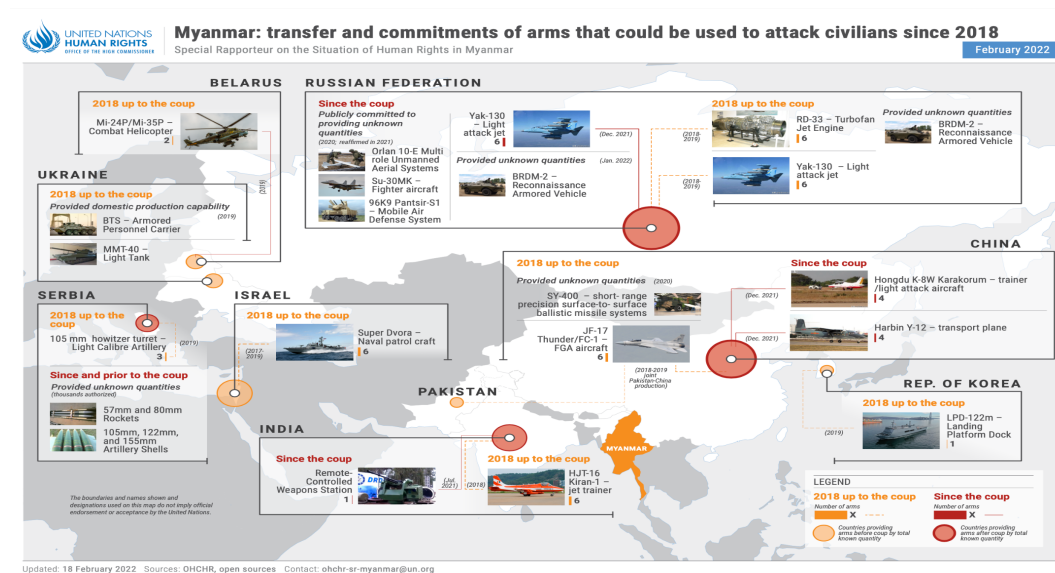 UNITED NATIONS
HUMAN RIGHTS
OFFICE OF THE HIGH COMMISSIONER
Myanmar: transfer and commitments of arms that could be used to attack civilians since 2018
Special Rapporteur on the Situation of Human Rights in Myanmar
February 2022
BELARUS
2018 up to the coup
Mi-24P/Mi-35P –
Combat Helicopter
2
(2019)
RUSSIAN FEDERATION
Since the coup
Publicly committed to
providing unknown
quantities
(2020; reaffirmed in 2021)
Orlan 10-E Multi
role Unmanned
Aerial Systems
Su-30MK –
Fighter aircraft
96K9 Pantsir-S1
– Mobile Air
Defense System
Yak-130
– Light
attack jet
6
(Dec. 2021)
Provided unknown quantities
(Jan. 2022)
BRDM-2 –
Reconnaissance
Armored Vehicle
2018 up to the coup
(2018-
2019)
RD-33 – Turbofan
Jet Engine
6
Provided unknown quantities
BRDM-2 –
Reconnaissance
Armored Vehicle
(2018-
2019)
Yak-130 – Light
attack jet
6
UKRAINE
2018 up to the coup
Provided domestic production capability
(2019)
BTS – Armored
Personnel Carrier
MMT-40 –
Light Tank
SERBIA
2018 up to the
coup
105 mm howitzer turret –
Light Calibre Artillery
3
(2019)
Since and prior to the coup
Provided unknown quantities
(thousands authorized)
57mm and 80mm
Rockets
105mm, 122mm,
and 155mm
Artillery Shells
ISRAEL
2018 up to the coup
(2017-
2019)
Super Dvora –
Naval patrol craft
6
CHINA
2018 up to the coup
Provided unknown quantities (2020)
SY-400 – short- range
precision surface-to- surface
ballistic missile systems
JF-17
Thunder/FC-1 –
FGA aircraft
6
(2018-2019
joint
Pakistan-China
production)
Since the coup
(Dec. 2021)
Hongdu K-8W Karakorum – trainer
/light attack aircraft
4
(Dec. 2021)
Harbin Y-12 – transport plane
4
PAKISTAN
INDIA
Since the coup
Remote-
Controlled
Weapons Station
1
(Jul.
2021)
2018 up to the coup
(2018)
HJT-16
Kiran-1 –
jet trainer
6
MYANMAR
REP. OF KOREA
2018 up to the coup
(2019)
LPD-122m –
Landing
Platform Dock
1
LEGEND
2018 up to the coup
Number of arms
X
Countries providing
arms before coup by total
known quantity
Since the coup
Number of arms
X
Countries providing
arms after coup by total
known quantity
The boundaries and names shown and
designations used on this map do not imply official
endorsement or acceptance by the United Nations.
Updated: 18 February 2022 Sources: OHCHR, open sources Contact: ohchr-sr-myanmar@un.org